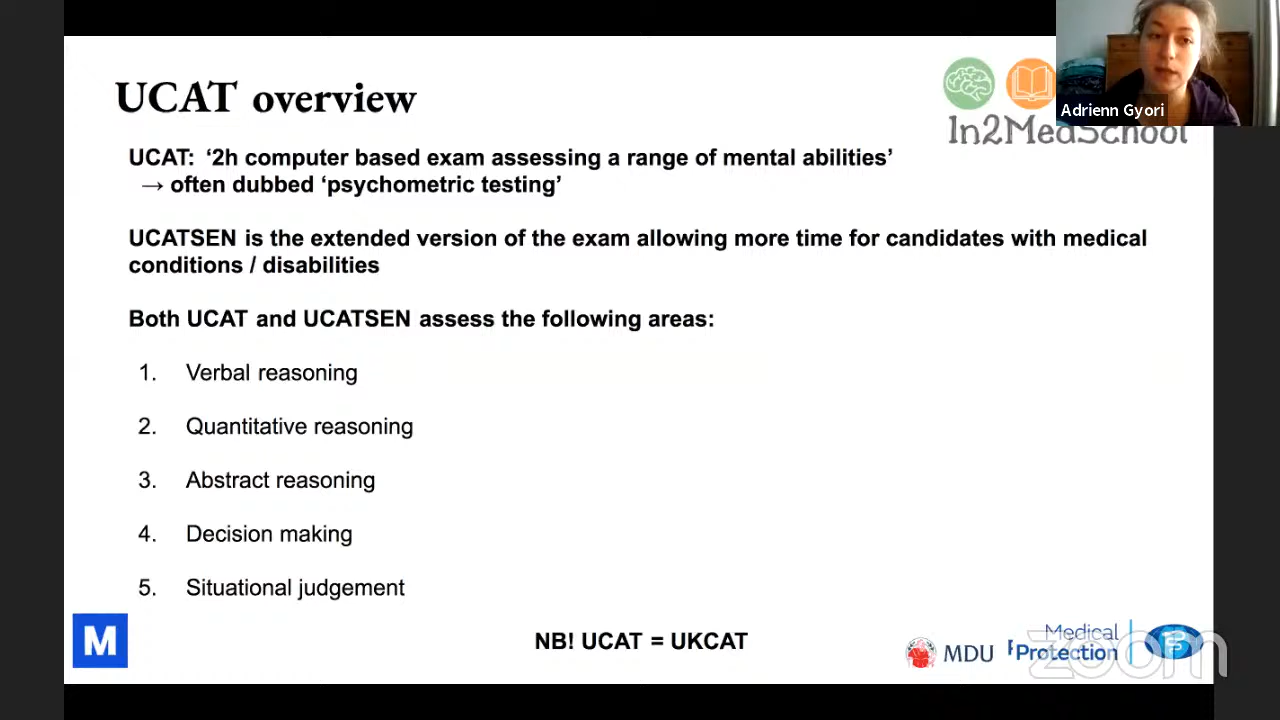 UCAT overview
In2MedSchool
Adrienn Gyori
UCAT: ‘2h computer based exam assessing a range of mental abilities’
→ often dubbed ‘psychometric testing’
UCATSEN is the extended version of the exam allowing more time for candidates with medical
conditions / disabilities
Both UCAT and UCATSEN assess the following areas:
1. Verbal reasoning
2. Quantitative reasoning
3. Abstract reasoning
4. Decision making
5. Situational judgement
M
NB! UCAT = UKCAT
MDU
Medical
Protection
zoom